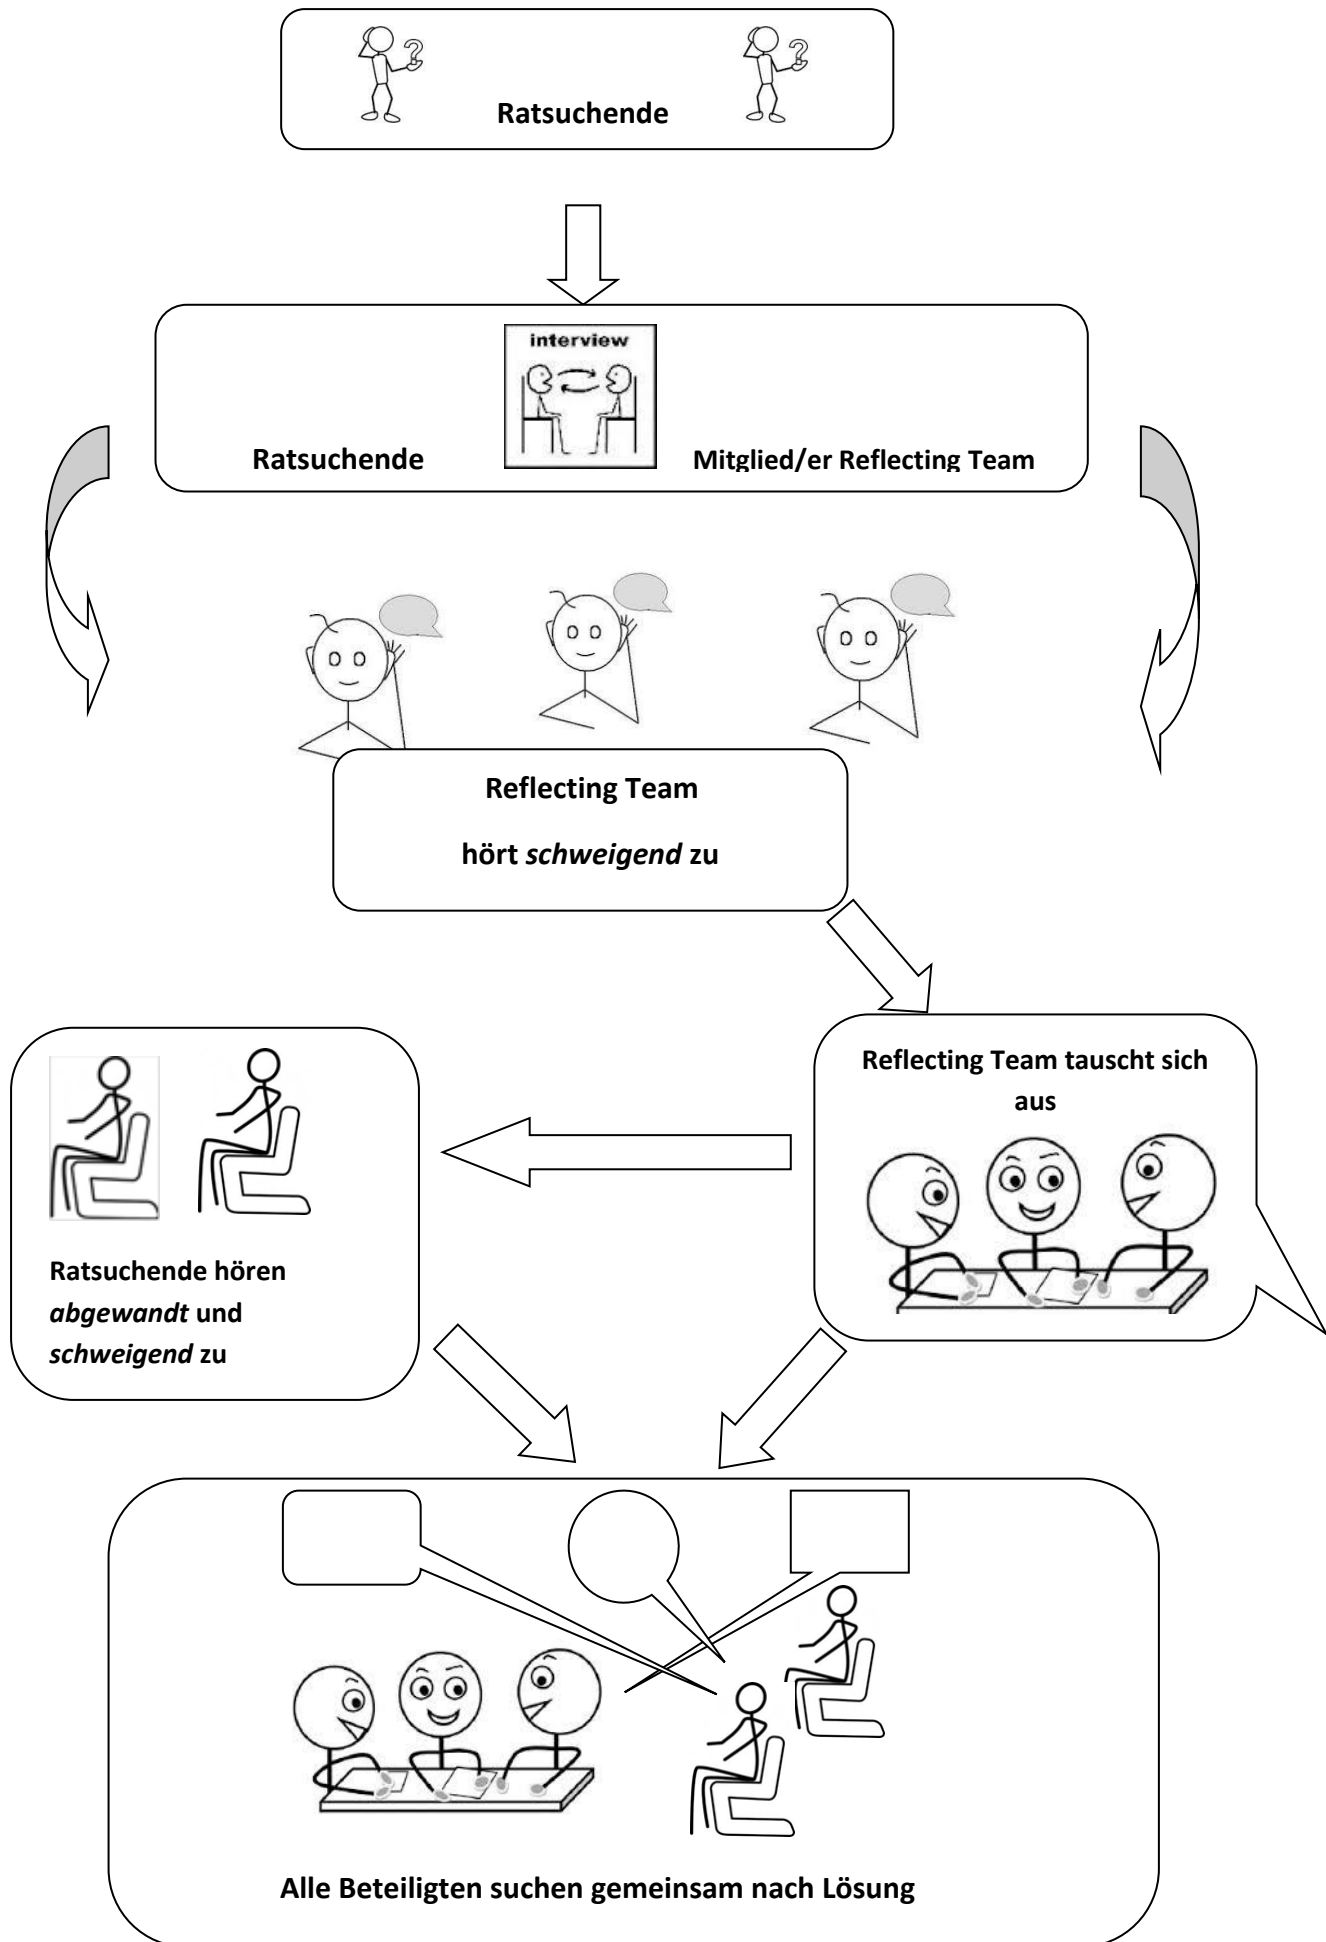 Ratsuchende
interview
Ratsuchende
Mitglied/er Reflecting Team
Reflecting Team
hört schweigend zu
Reflecting Team tauscht sich
aus
Ratsuchende hören
abgewandt und
schweigend zu
Alle Beteiligten suchen gemeinsam nach Lösung